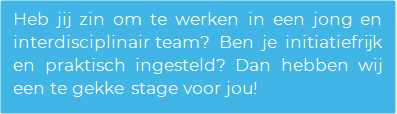 Heb jij zin om te werken in een jong en
interdisciplinair team? Ben je initiatiefrijk
en praktisch ingesteld? Dan hebben wij
een te gekke stage voor jou!